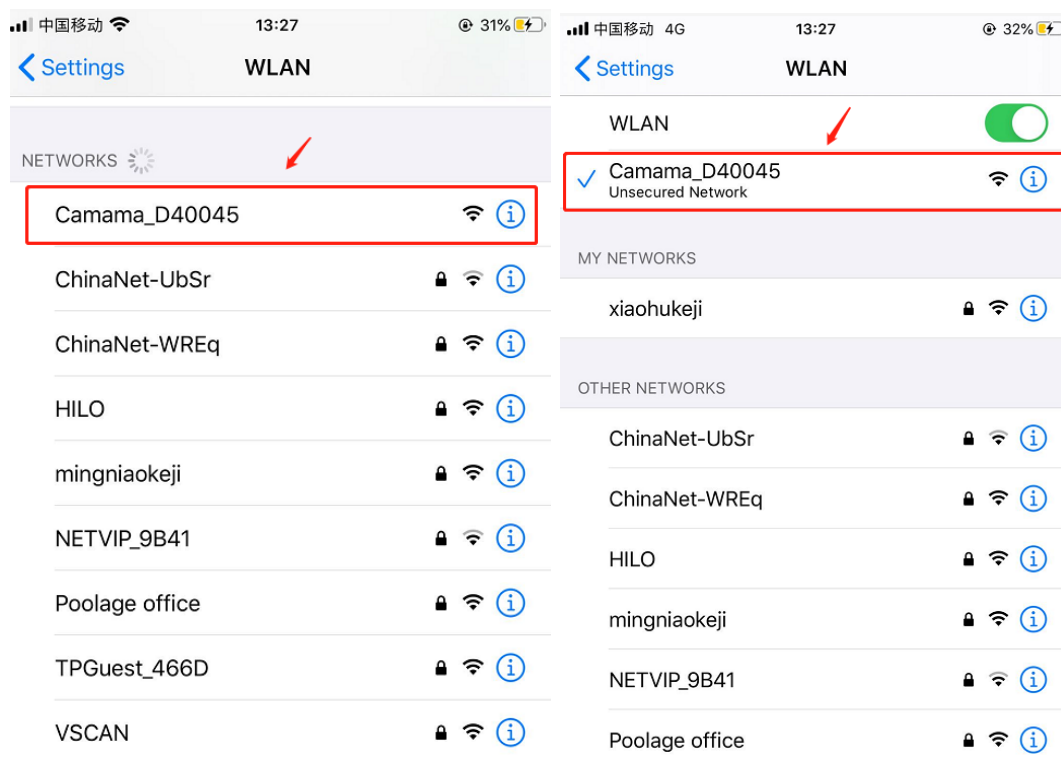 中国移动 13:27 31%
Settings WLAN
NETWORKS
Camama_D40045
ChinaNet-UbSr
ChinaNet-WREq
HILO
mingniaokeji
NETVIP_9B41
Poolage office
TPGuest_466D
VSCAN
中国移动 4G 13:27 32%
Settings WLAN
WLAN
Camama_D40045
Unsecured Network
MY NETWORKS
xiaohukeji
OTHER NETWORKS
ChinaNet-UbSr
ChinaNet-WREq
HILO
mingniaokeji
NETVIP_9B41
Poolage office